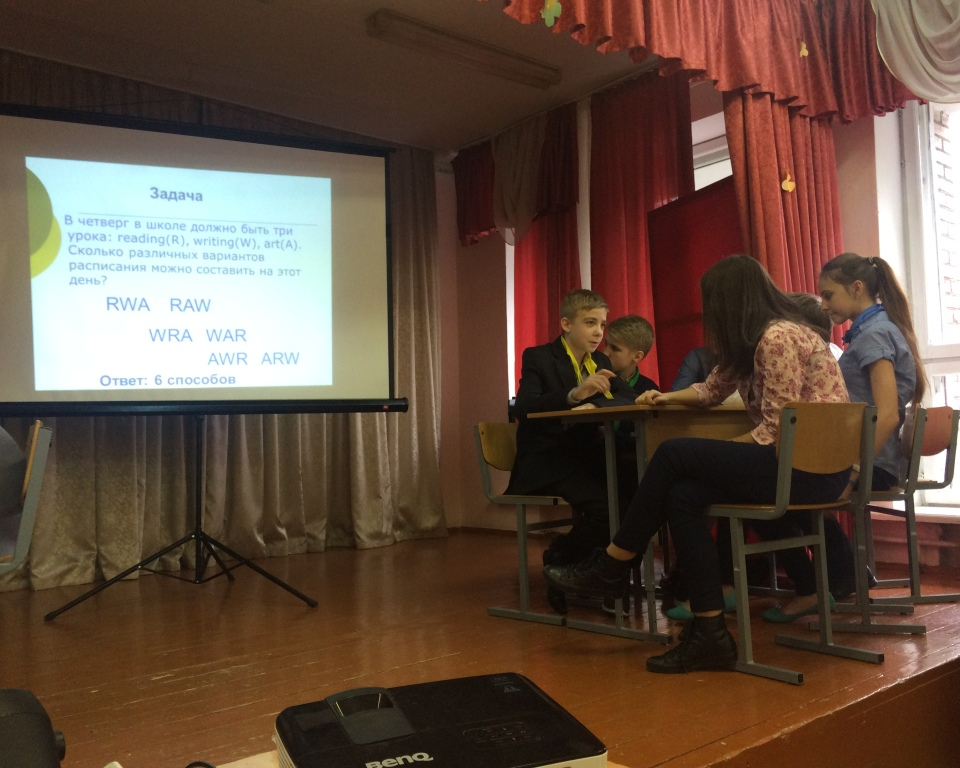 Задача
В четверг в школе должно быть три
урока: reading(R), writing(W), art(A).
Сколько различных вариантов
расписания можно составить на этот
день?
RWA RAW
WRA WAR
AWR ARW
Ответ: 6 способов
BenQ